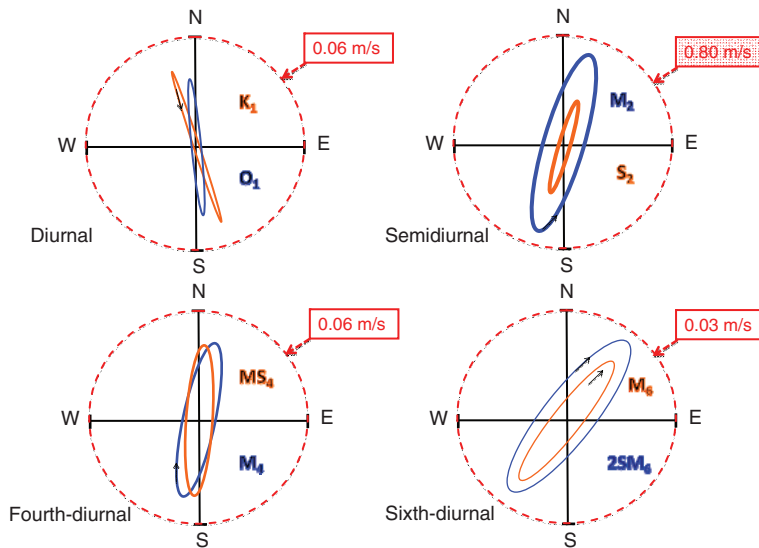 N
0.06 m/s
K1
W
E
O1
Diurnal
S
N
0.80 m/s
M2
W
E
S2
Semidiurnal
S
N
0.06 m/s
MS4
W
E
M4
Fourth-diurnal
S
N
0.03 m/s
M6
W
E
2SM6
Sixth-diurnal
S